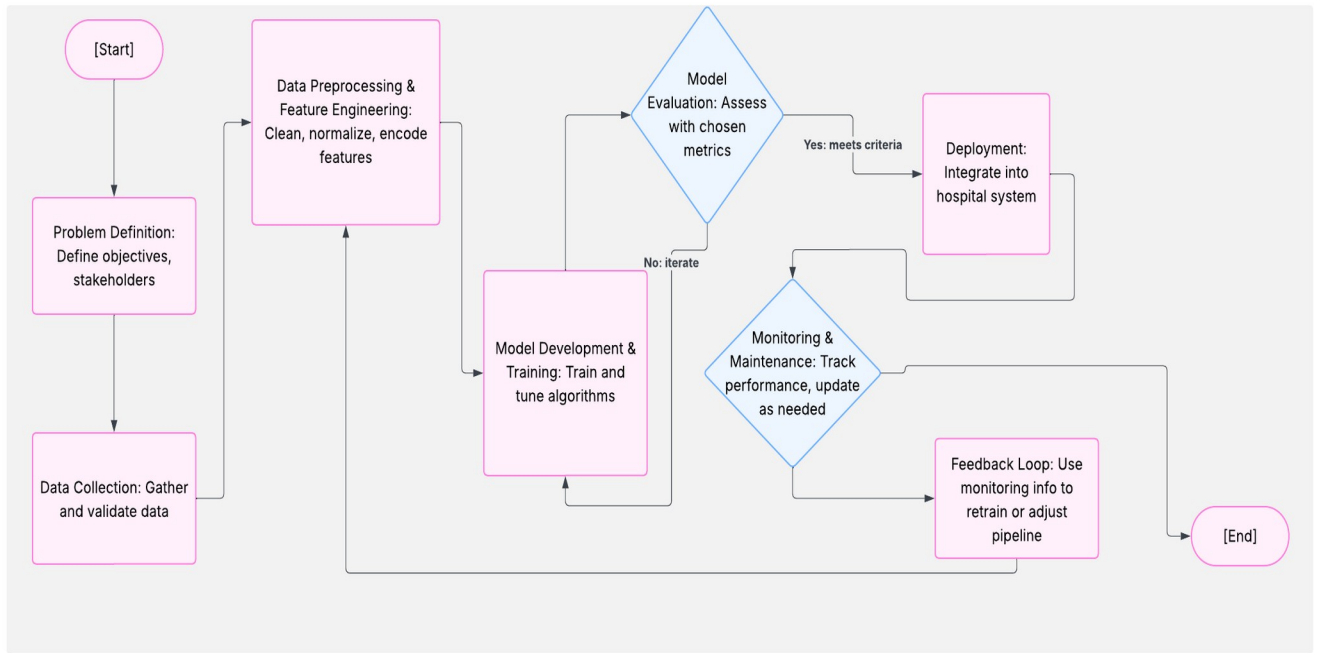 [Start]
Problem Definition:
Define objectives,
stakeholders
Data Collection: Gather
and validate data
Data Preprocessing &
Feature Engineering:
Clean, normalize, encode
features
Model Development &
Training: Train and
tune algorithms
Model
Evaluation: Assess
with chosen
metrics
No: iterate
Yes: meets criteria
Deployment:
Integrate into
hospital system
Monitoring &
Maintenance: Track
performance, update
as needed
Feedback Loop: Use
monitoring info to
retrain or adjust
pipeline
[End]